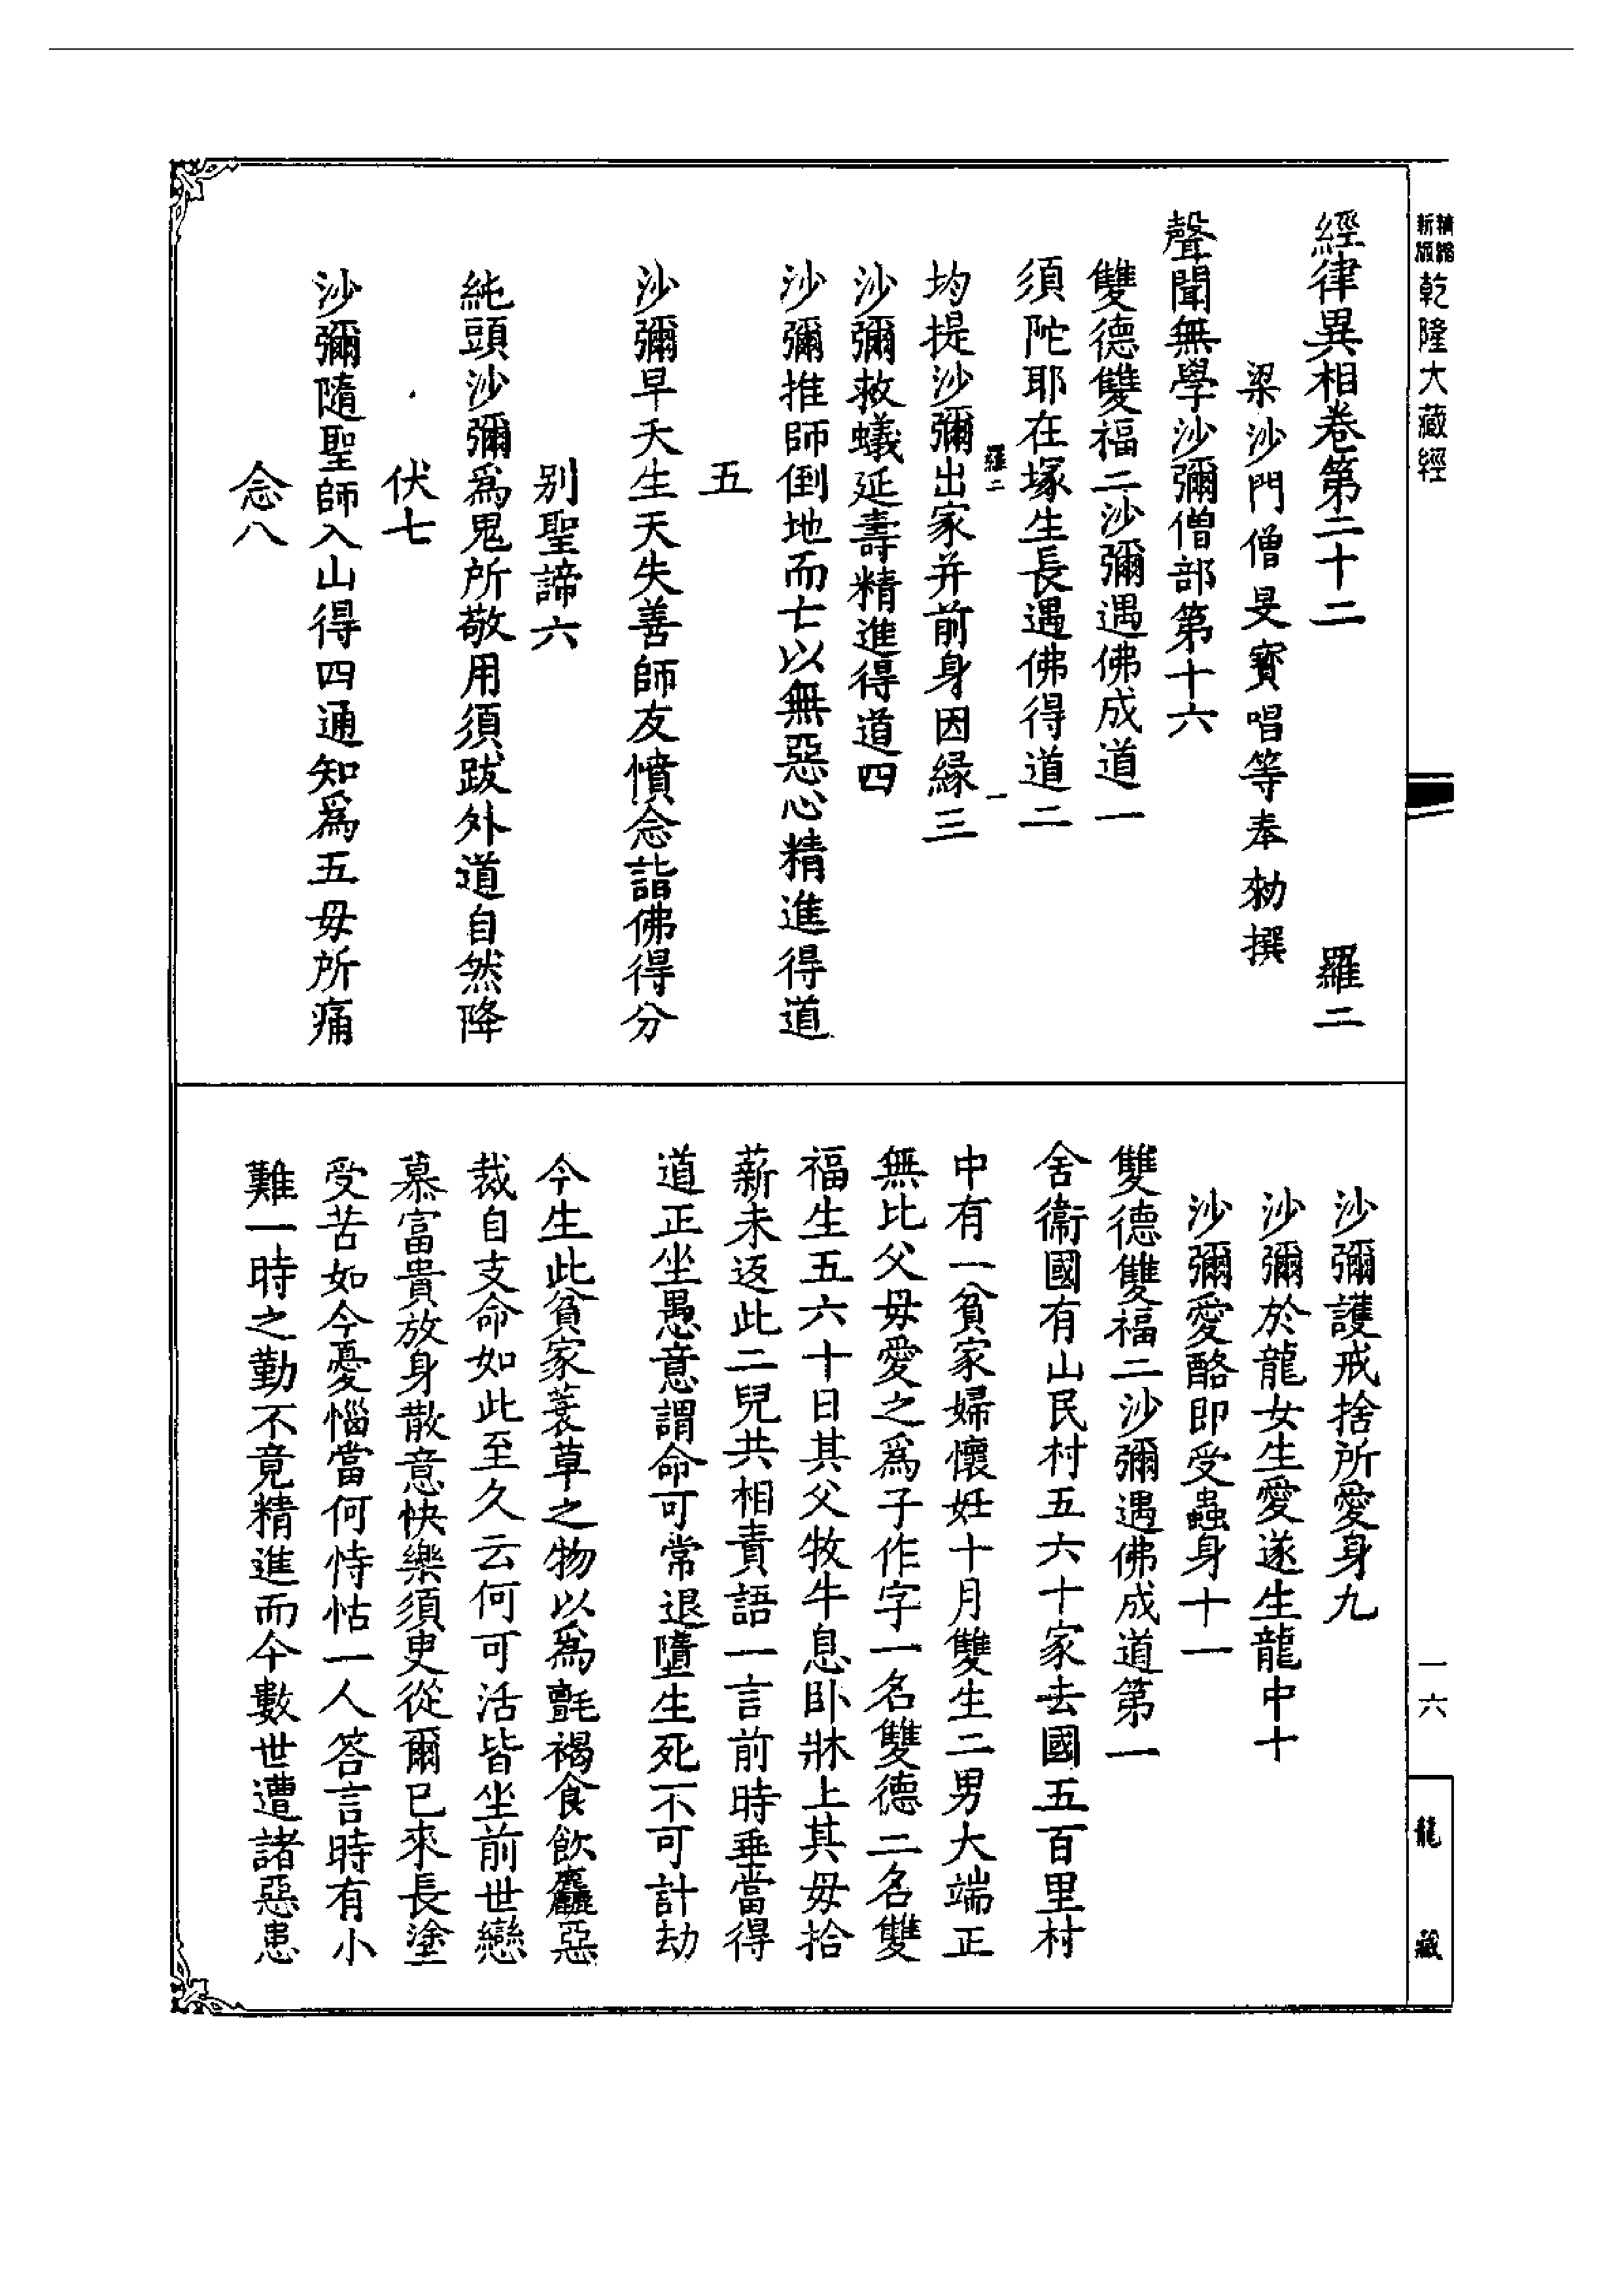 精縮新版乾隆大藏經
經律異相卷第二十二 羅二
梁沙門僧旻寶唱等奉勑撰
聲聞無學沙彌僧部第十六
雙德雙福二沙彌遇佛成道一
須陀耶在塚生長遇佛得道二
羅二 一
均提沙彌出家并前身因縁三
沙彌救蟻延壽精進得道四
沙彌推師倒地而亡以無惡心精進得道
五
沙彌早夭生天失善師友憤念詣佛得分
别聖諦六
純頭沙彌爲鬼所敬用須跋外道自然降
伏七
沙彌隨聖師入山得四通知爲五母所痛
念八
沙彌護戒捨所愛身九
沙彌於龍女生愛遂生龍中十
沙彌愛酪即受蟲身十一
雙德雙福二沙彌遇佛成道第一
舍衞國有山民村五六十家去國五百里村
中有一貧家婦懷妊十月雙生二男大端正
無比父母愛之爲子作字一名雙德二名雙
福生五六十日其父牧牛息卧牀上其母拾
薪未返此二兒共相責語一言前時垂當得
道正坐愚意謂命可常退墮生死不可計劫
今生此貧家蓑草之物以爲氈褐食飲麤惡
裁自支命如此至久云何可活皆坐前世戀
慕富貴放身散意快樂須臾從爾已來長塗
受苦如今憂惱當何恃怙一人答言時有小
難一時之勤不竟精進而今數世遭諸惡患
一六
龍藏